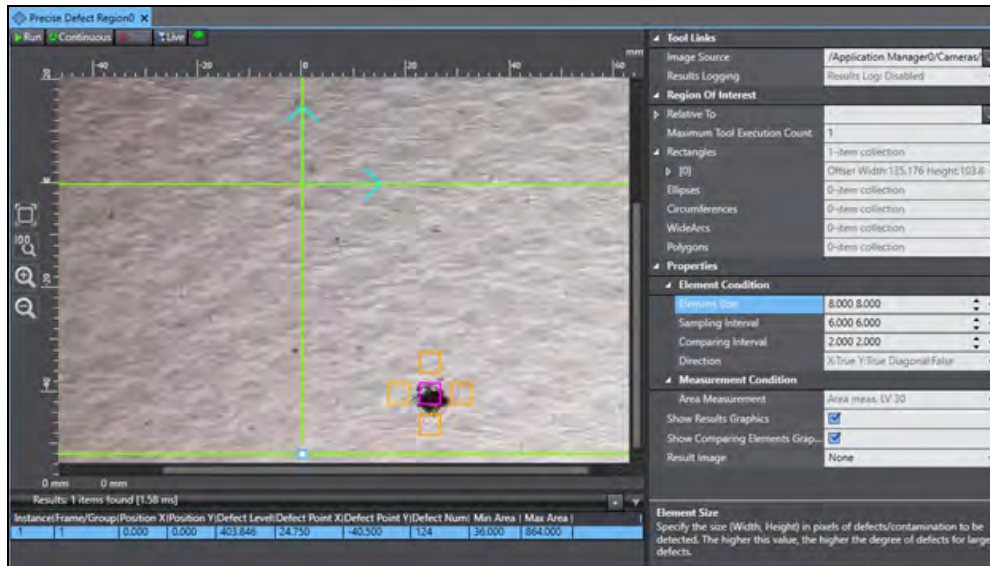 Precise Defect Region0 ×
Run Continuous Live
mm
-40 -20 0 20 40 60
20
0
-20
-40
100
0 mm 0 mm
Results: 1 items found [1.58 ms]
Instance Frame/Group Position X Position Y Defect Level Defect Point X Defect Point Y Defect Num Min Area Max Area
1 1 0.000 0.000 403.846 24.750 -40.500 124 36.000 864.000
Tool Links
Image Source /Application Manager0/Cameras/
Results Logging Results Log: Disabled
Region Of Interest
Relative To
Maximum Tool Execution Count 1
Rectangles 1-item collection
[0] Offset Width:135.176 Height:103.8
Ellipses 0-item collection
Circumferences 0-item collection
WideArcs 0-item collection
Polygons 0-item collection
Properties
Element Condition
Element Size 8.000 8.000
Sampling Interval 6.000 6.000
Comparing Interval 2.000 2.000
Direction X:True Y:True Diagonal:False
Measurement Condition
Area Measurement Area meas. LV 30
Show Results Graphics
Show Comparing Elements Grap...
Result Image None
Element Size
Specify the size (Width, Height) in pixels of defects/contamination to be
detected. The higher this value, the higher the degree of defects for large
defects.